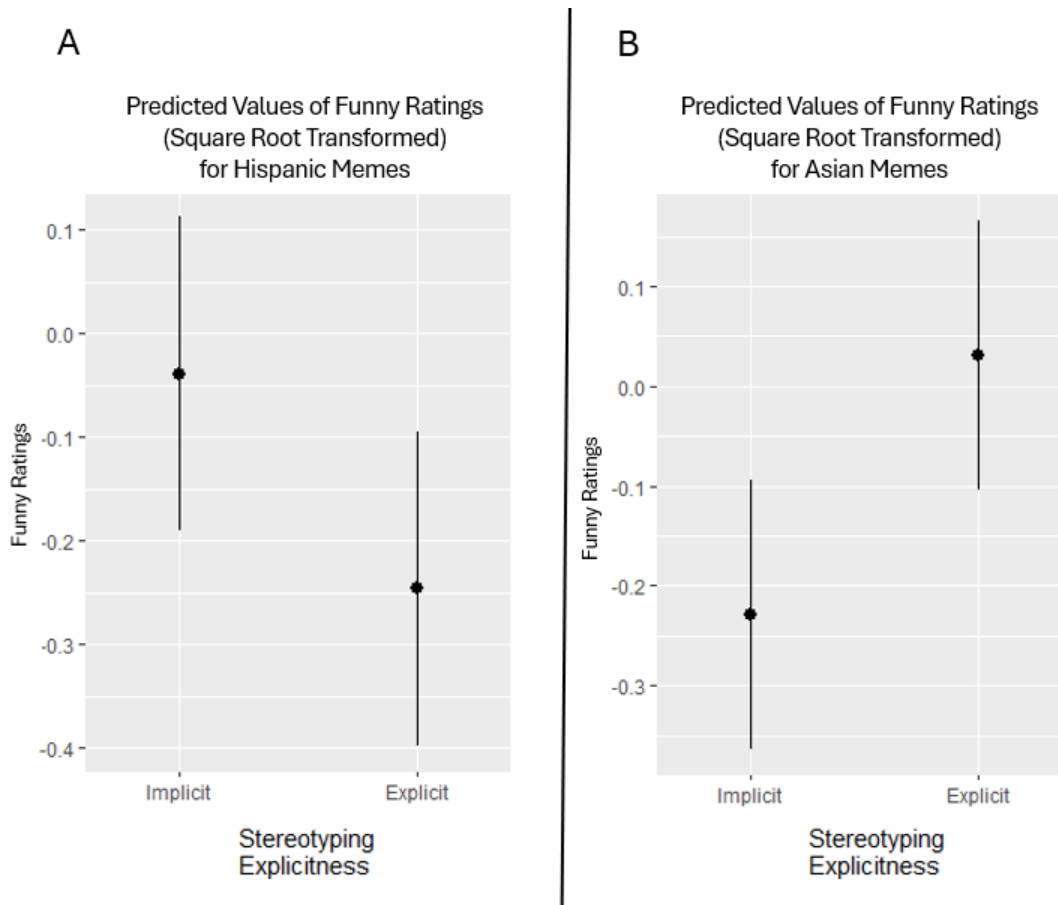 A
Predicted Values of Funny Ratings
(Square Root Transformed)
for Hispanic Memes
0.1
0.0
-0.1
-0.2
-0.3
-0.4
Funny Ratings
Implicit
Explicit
Stereotyping
Explicitness
B
Predicted Values of Funny Ratings
(Square Root Transformed)
for Asian Memes
0.1
0.0
-0.1
-0.2
-0.3
Funny Ratings
Implicit
Explicit
Stereotyping
Explicitness